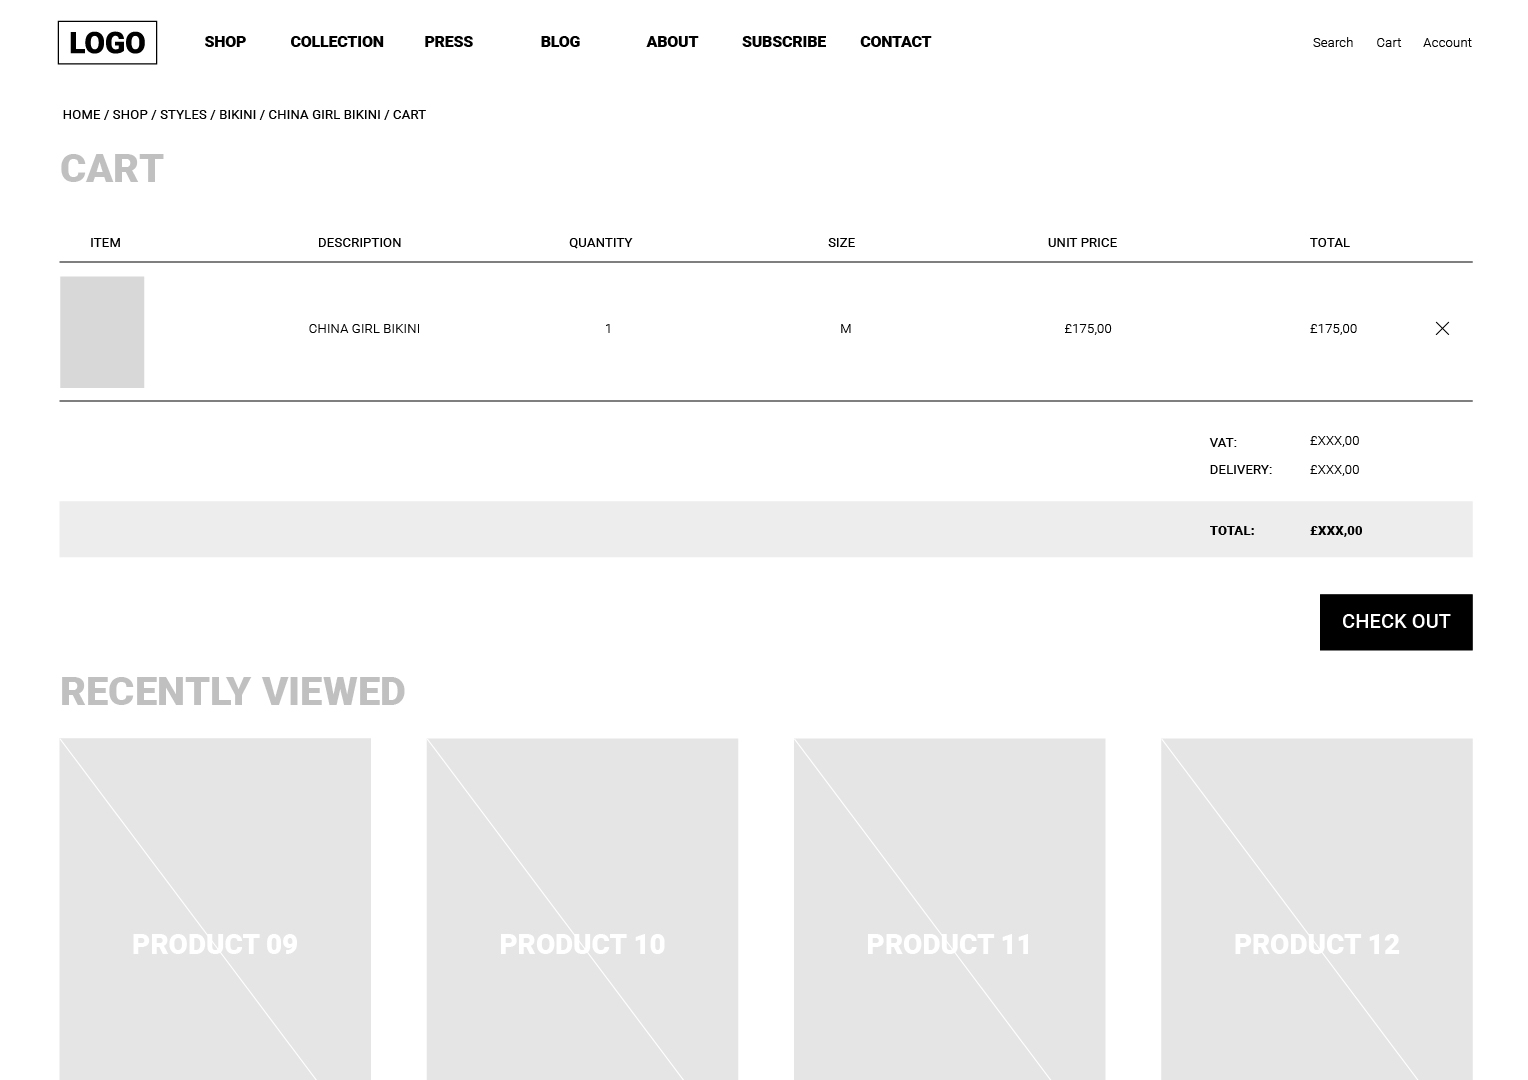 LOGO SHOP COLLECTION PRESS BLOG ABOUT SUBSCRIBE CONTACT Search Cart Account
HOME / SHOP / STYLES / BIKINI / CHINA GIRL BIKINI / CART
CART
ITEM DESCRIPTION QUANTITY SIZE UNIT PRICE TOTAL
CHINA GIRL BIKINI 1 M £175,00 £175,00
VAT: £XXX,00
DELIVERY: £XXX,00
TOTAL: £XXX,00
CHECK OUT
RECENTLY VIEWED
PRODUCT 09 PRODUCT 10 PRODUCT 11 PRODUCT 12